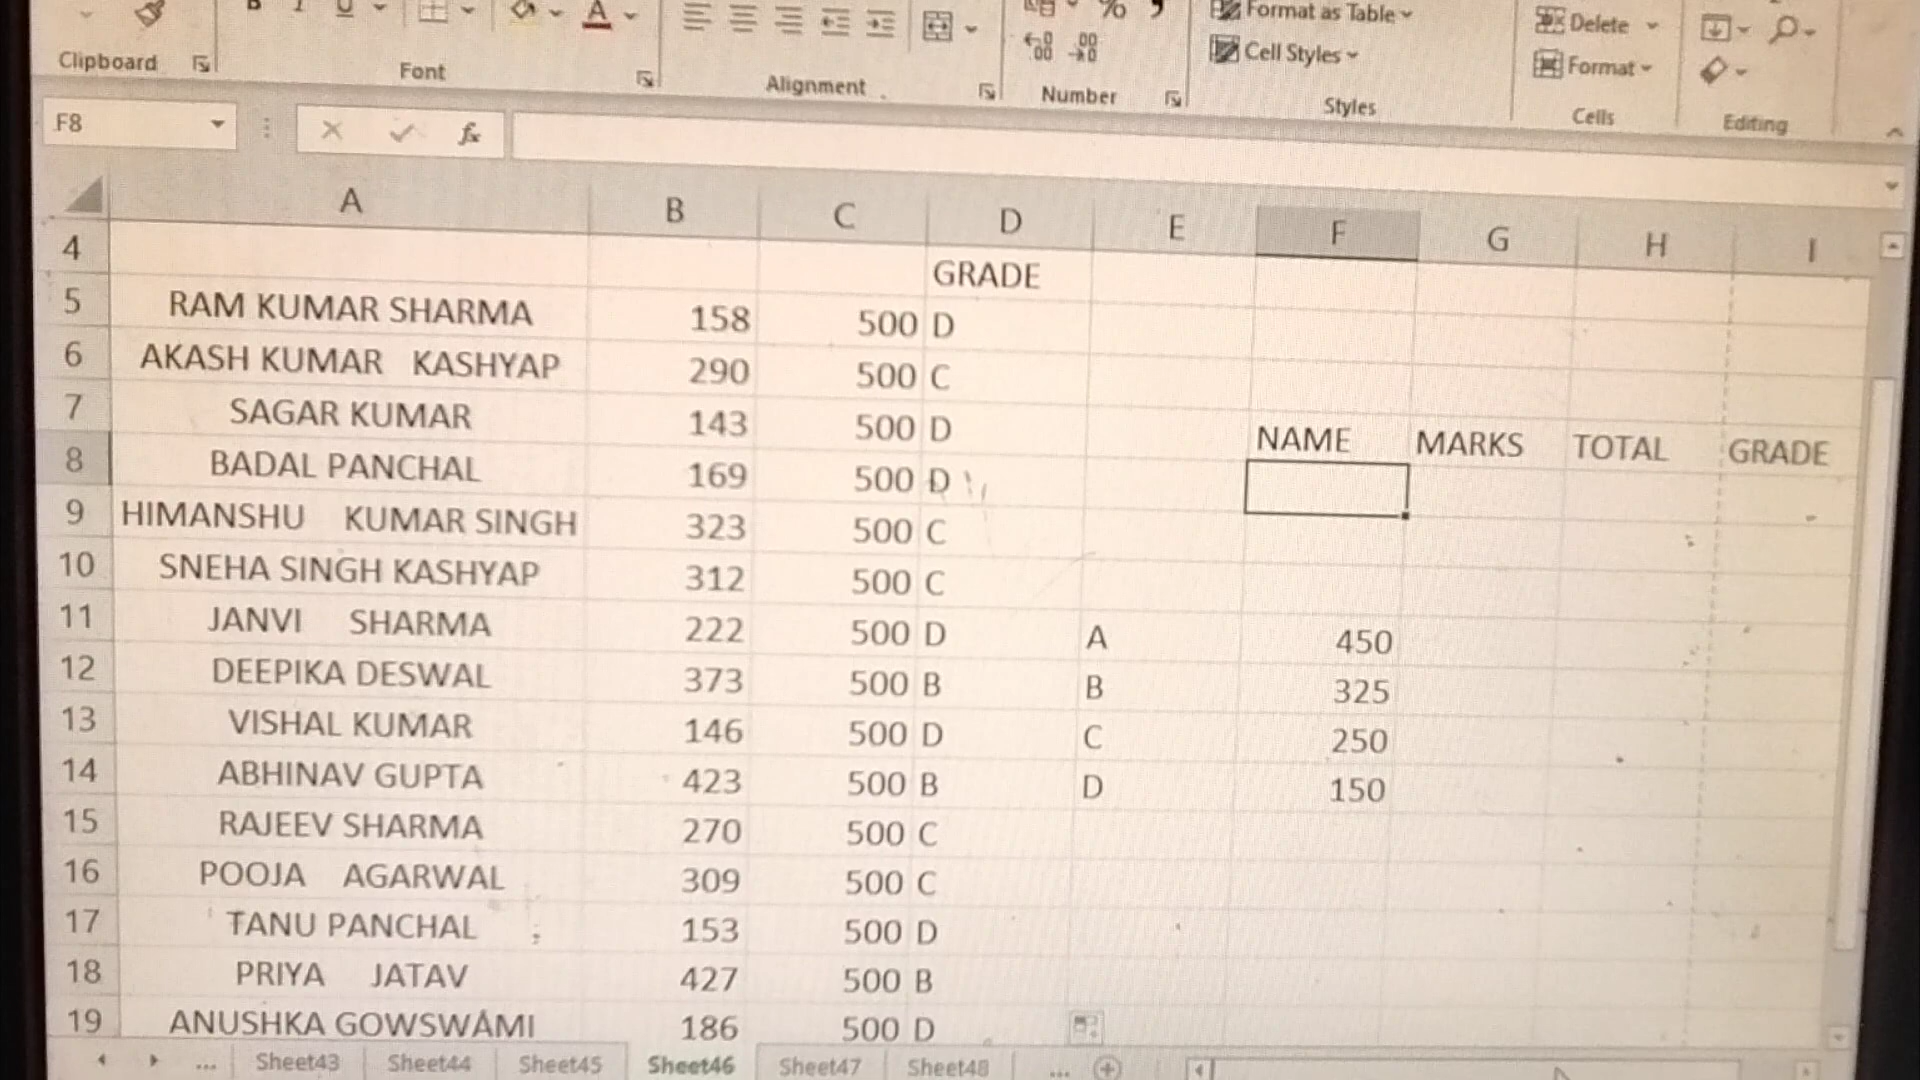 B I U A % , Format as Table Delete
Cell Styles Format
Clipboard Font Alignment Number Styles Cells Editing
F8 fx
A B C D E F G H I
4 GRADE
5 RAM KUMAR SHARMA 158 500 D
6 AKASH KUMAR KASHYAP 290 500 C
7 SAGAR KUMAR 143 500 D NAME MARKS TOTAL GRADE
8 BADAL PANCHAL 169 500 D
9 HIMANSHU KUMAR SINGH 323 500 C
10 SNEHA SINGH KASHYAP 312 500 C
11 JANVI SHARMA 222 500 D A 450
12 DEEPIKA DESWAL 373 500 B B 325
13 VISHAL KUMAR 146 500 D C 250
14 ABHINAV GUPTA 423 500 B D 150
15 RAJEEV SHARMA 270 500 C
16 POOJA AGARWAL 309 500 C
17 TANU PANCHAL 153 500 D
18 PRIYA JATAV 427 500 B
19 ANUSHKA GOWSWAMI 186 500 D
... Sheet43 Sheet44 Sheet45 Sheet46 Sheet47 Sheet48 ...